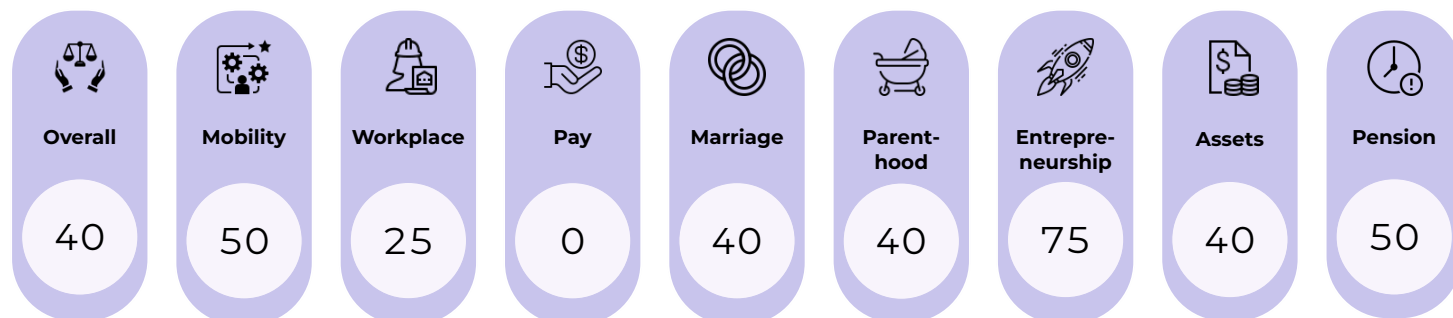 Overall
Mobility
Workplace
Pay
Marriage
Parent-
hood
Entrepre-
neurship
Assets
Pension
40
50
25
0
40
40
75
40
50